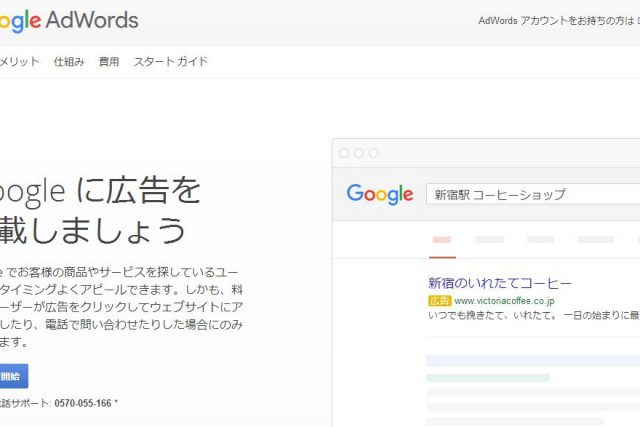 ogle AdWords
AdWords アカウントをお持ちの方は
メリット 仕組み 費用 スタート ガイド
oogle に広告を
載しましょう
e でお客様の商品やサービスを探しているユー
タイミングよくアピールできます。しかも、料
ーザーが広告をクリックしてウェブサイトにア
したり、電話で問い合わせたりした場合にのみ
ます。
開始
電話サポート: 0570-055-166 *
Google
新宿駅 コーヒーショップ
新宿のいれたてコーヒー
広告 www.victoriacoffee.co.jp
いつでも挽きたて、いれたて。 一日の始まりに最